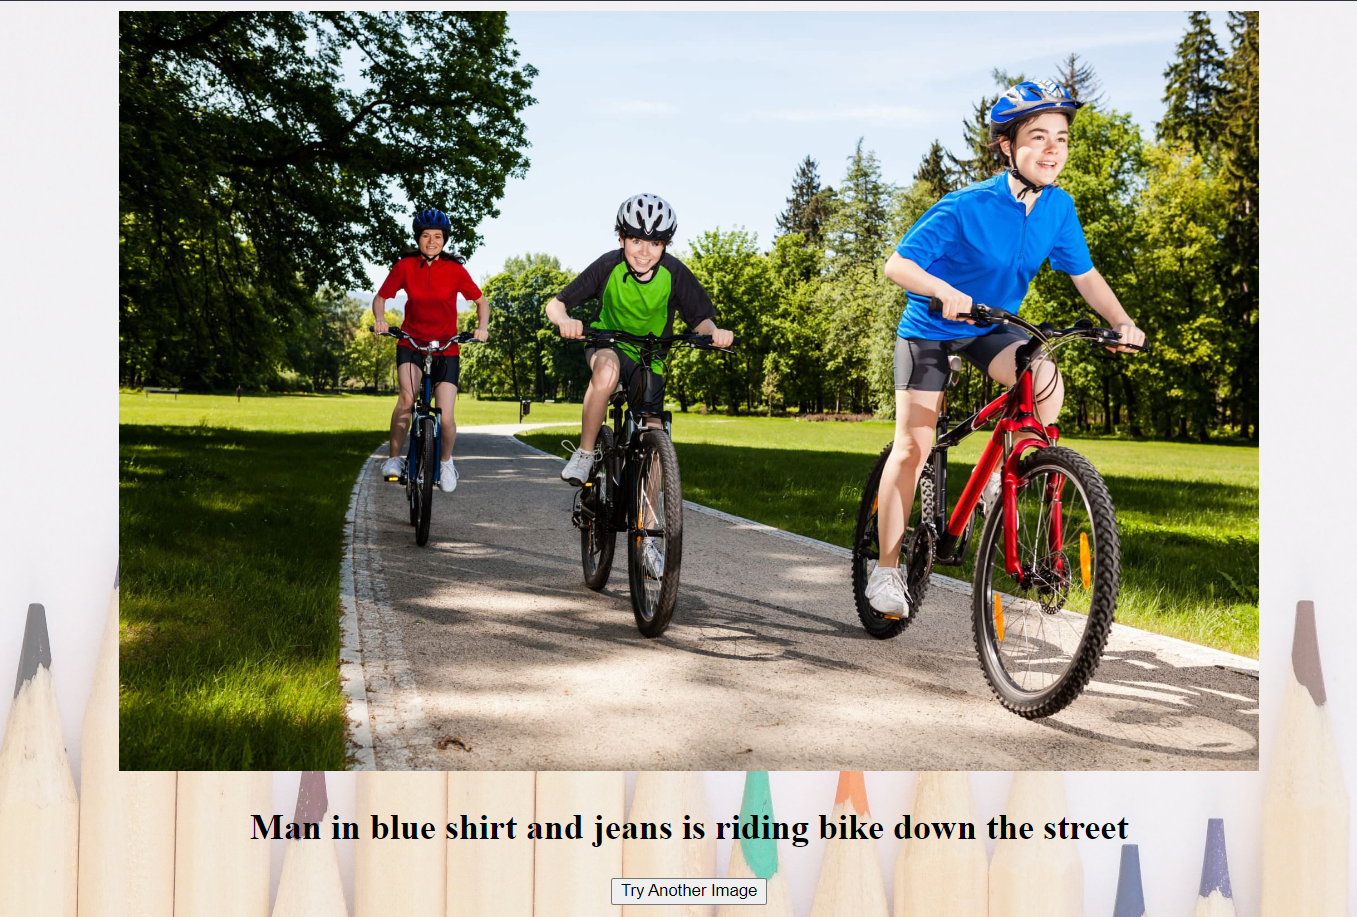 Man in blue shirt and jeans is riding bike down the street
Try Another Image